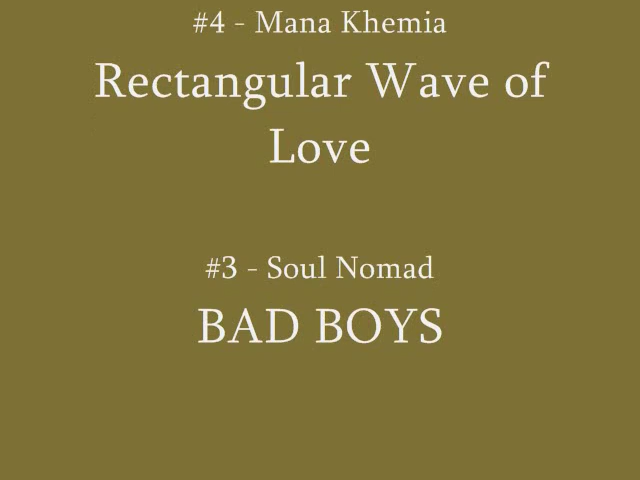 #4 - Mana Khemia
Rectangular Wave of
Love
#3 - Soul Nomad
BAD BOYS